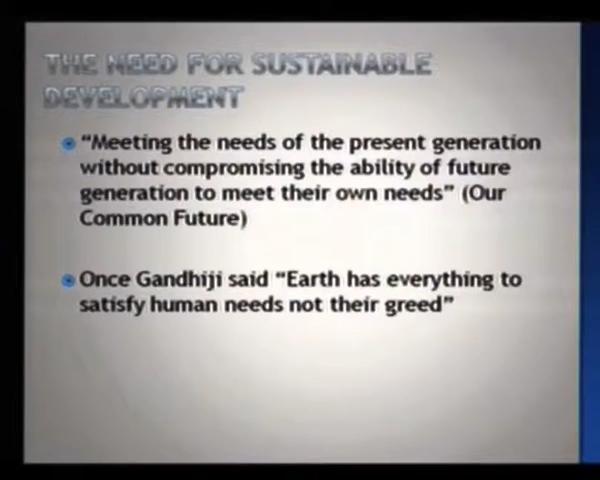 THE NEED FOR SUSTAINABLE
DEVELOPMENT
“Meeting the needs of the present generation
without compromising the ability of future
generation to meet their own needs” (Our
Common Future)
Once Gandhiji said “Earth has everything to
satisfy human needs not their greed”